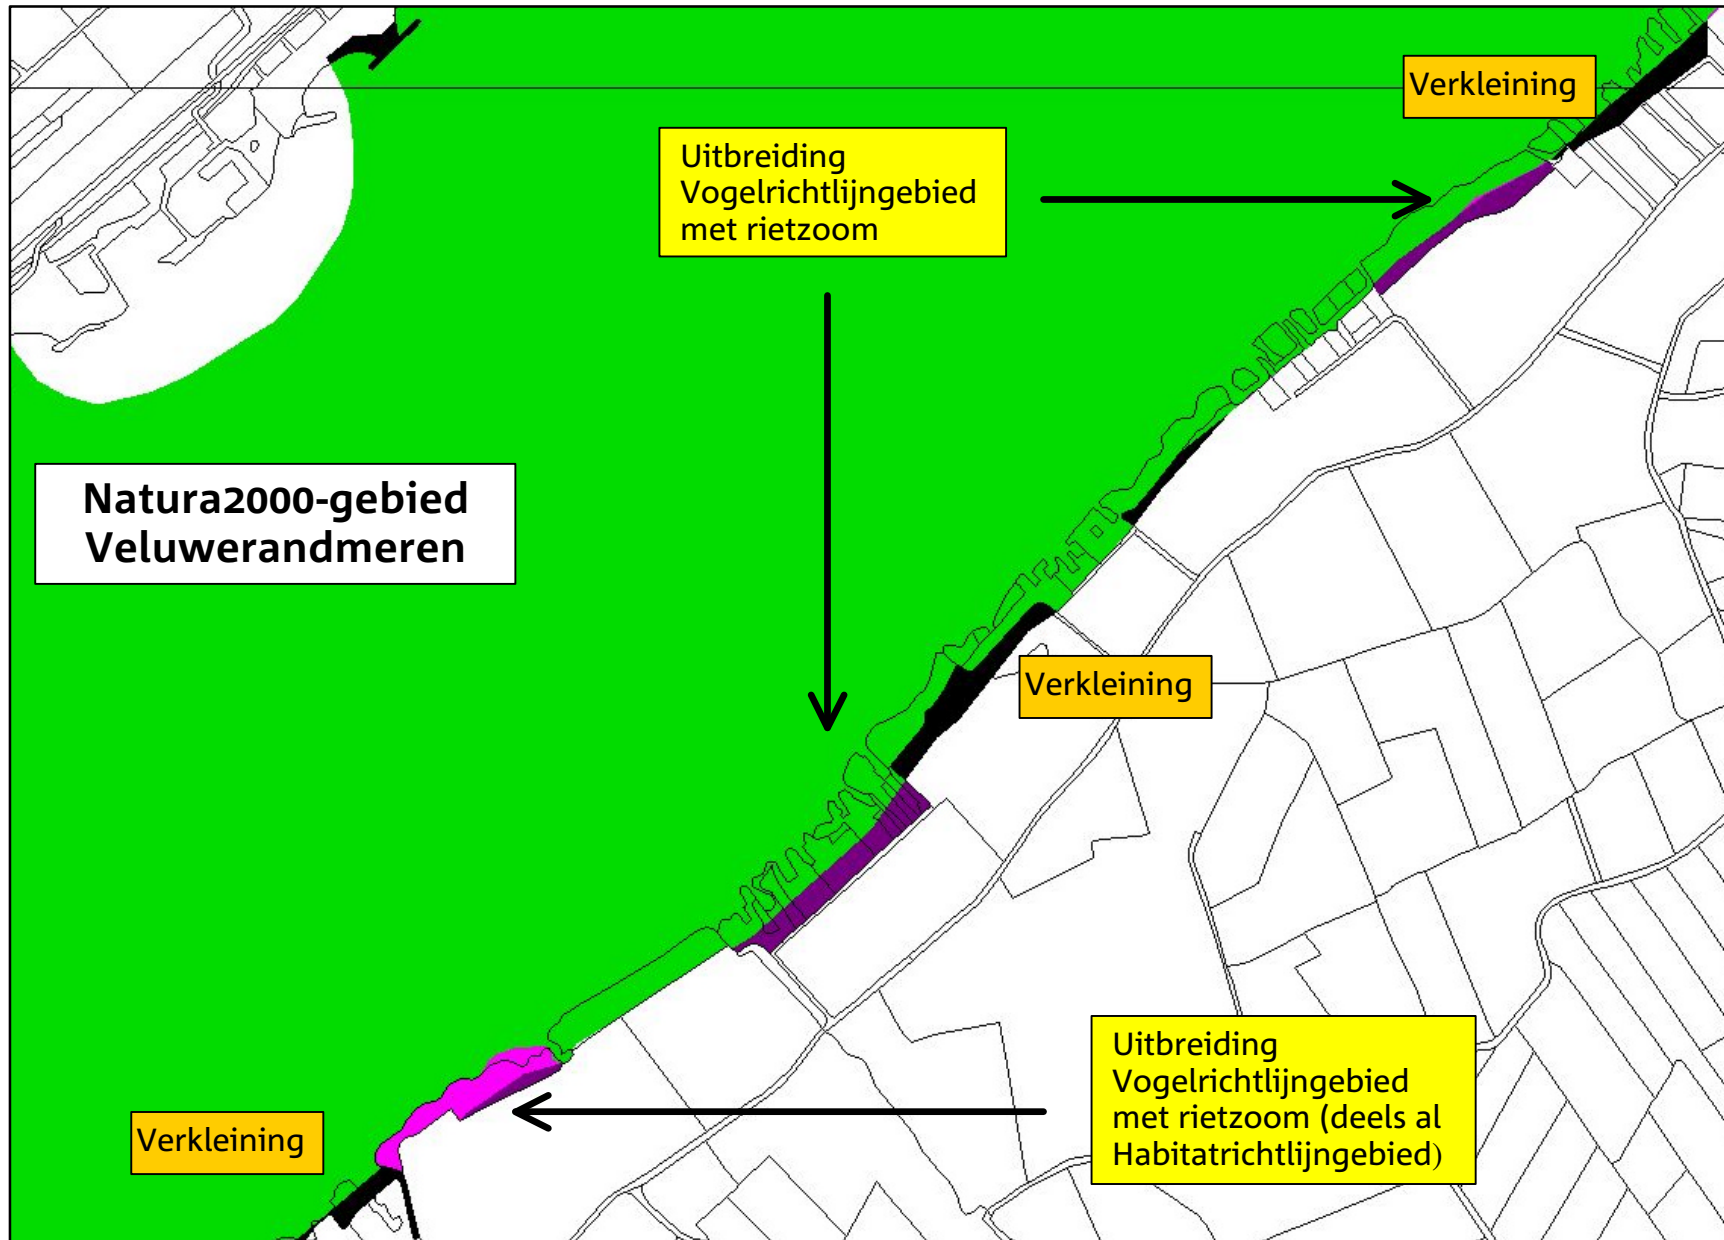 Verkleining
Uitbreiding
Vogelrichtlijngebied
met rietzoom
Natura2000-gebied
Veluwerandmeren
Verkleining
Uitbreiding
Vogelrichtlijngebied
met rietzoom (deels al
Habitatrichtlijngebied)
Verkleining